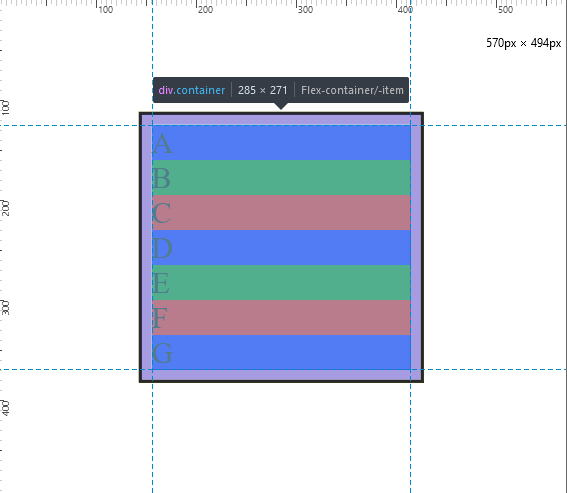 100 200 300 400 500
570px × 494px
div.container 285 × 271 Flex-container/-item
100
A
B
C
200
D
E
300
F
G
400